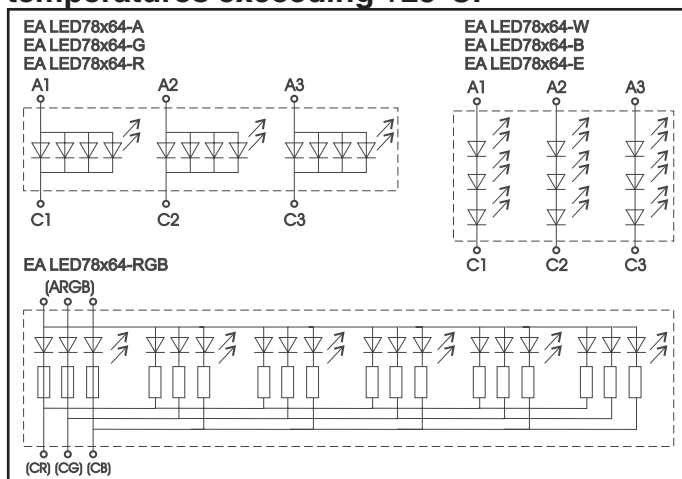 EA LED78x64-A
EA LED78x64-G
EA LED78x64-R
A1 A2 A3
C1 C2 C3
EA LED78x64-W
EA LED78x64-B
EA LED78x64-E
A1 A2 A3
C1 C2 C3
EA LED78x64-RGB
(ARGB)
(CR) (CG) (CB)